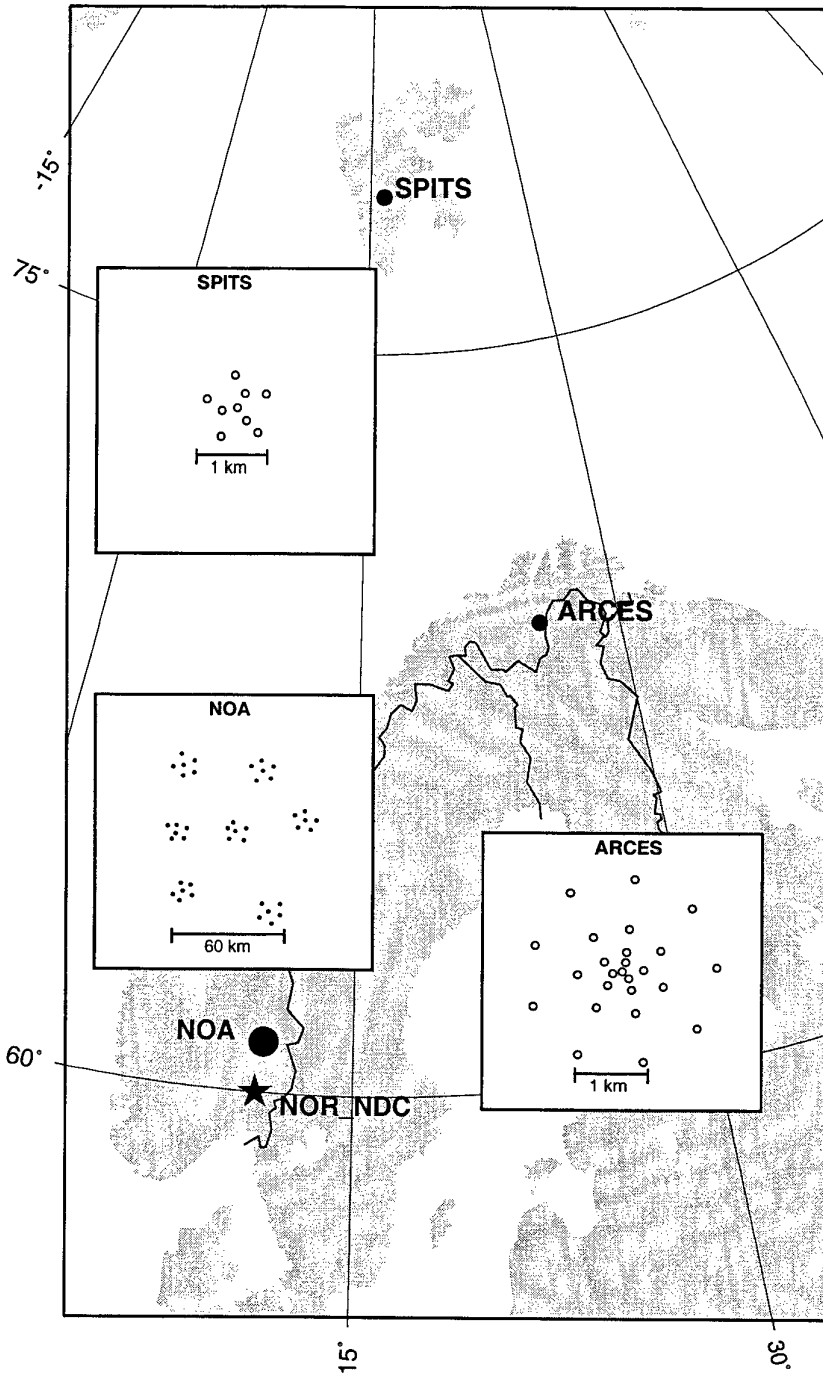 -15°
SPITS
75°
SPITS
1 km
ARCES
NOA
60 km
ARCES
1 km
NOA
60°
NOR_NDC
15°
30°